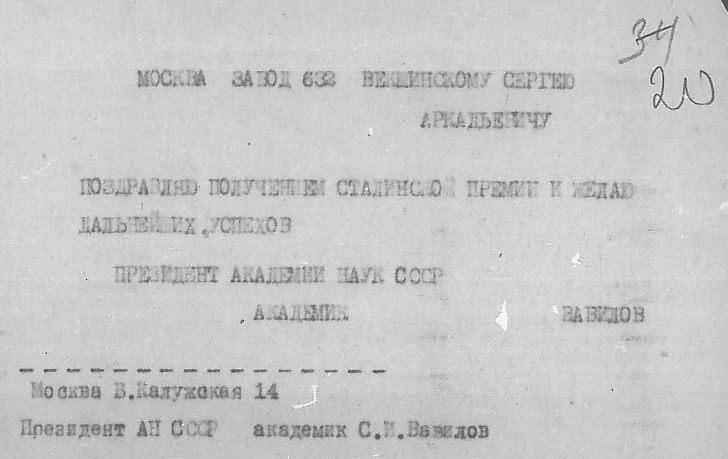 34
20
МОСКВА ЗАВОД 632 ВЕКШИНСКОМУ СЕРГЕЮ
АРКАДЬЕВИЧУ
ПОЗДРАВЛЯЮ ПОЛУЧЕНИЕМ СТАЛИНСКОЙ ПРЕМИИ И ЖЕЛАЮ
ДАЛЬНЕЙШИХ УСПЕХОВ
ПРЕЗИДЕНТ АКАДЕМИИ НАУК СССР
АКАДЕМИК ВАВИЛОВ
Москва Б.Калужская 14
Президент АН СССР академик С.И.Вавилов